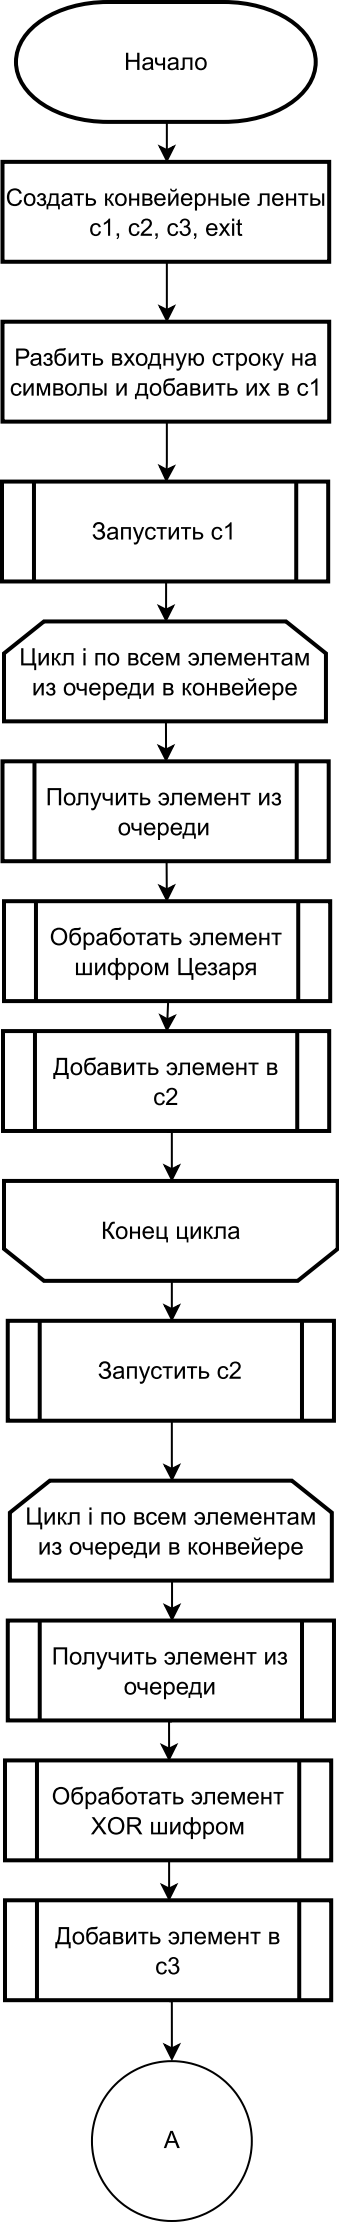 Начало
Создать конвейерные ленты
c1, c2, c3, exit
Разбить входную строку на
символы и добавить их в c1
Запустить c1
Цикл i по всем элементам
из очереди в конвейере
Получить элемент из
очереди
Обработать элемент
шифром Цезаря
Добавить элемент в
c2
Конец цикла
Запустить c2
Цикл i по всем элементам
из очереди в конвейере
Получить элемент из
очереди
Обработать элемент
XOR шифром
Добавить элемент в
c3
А